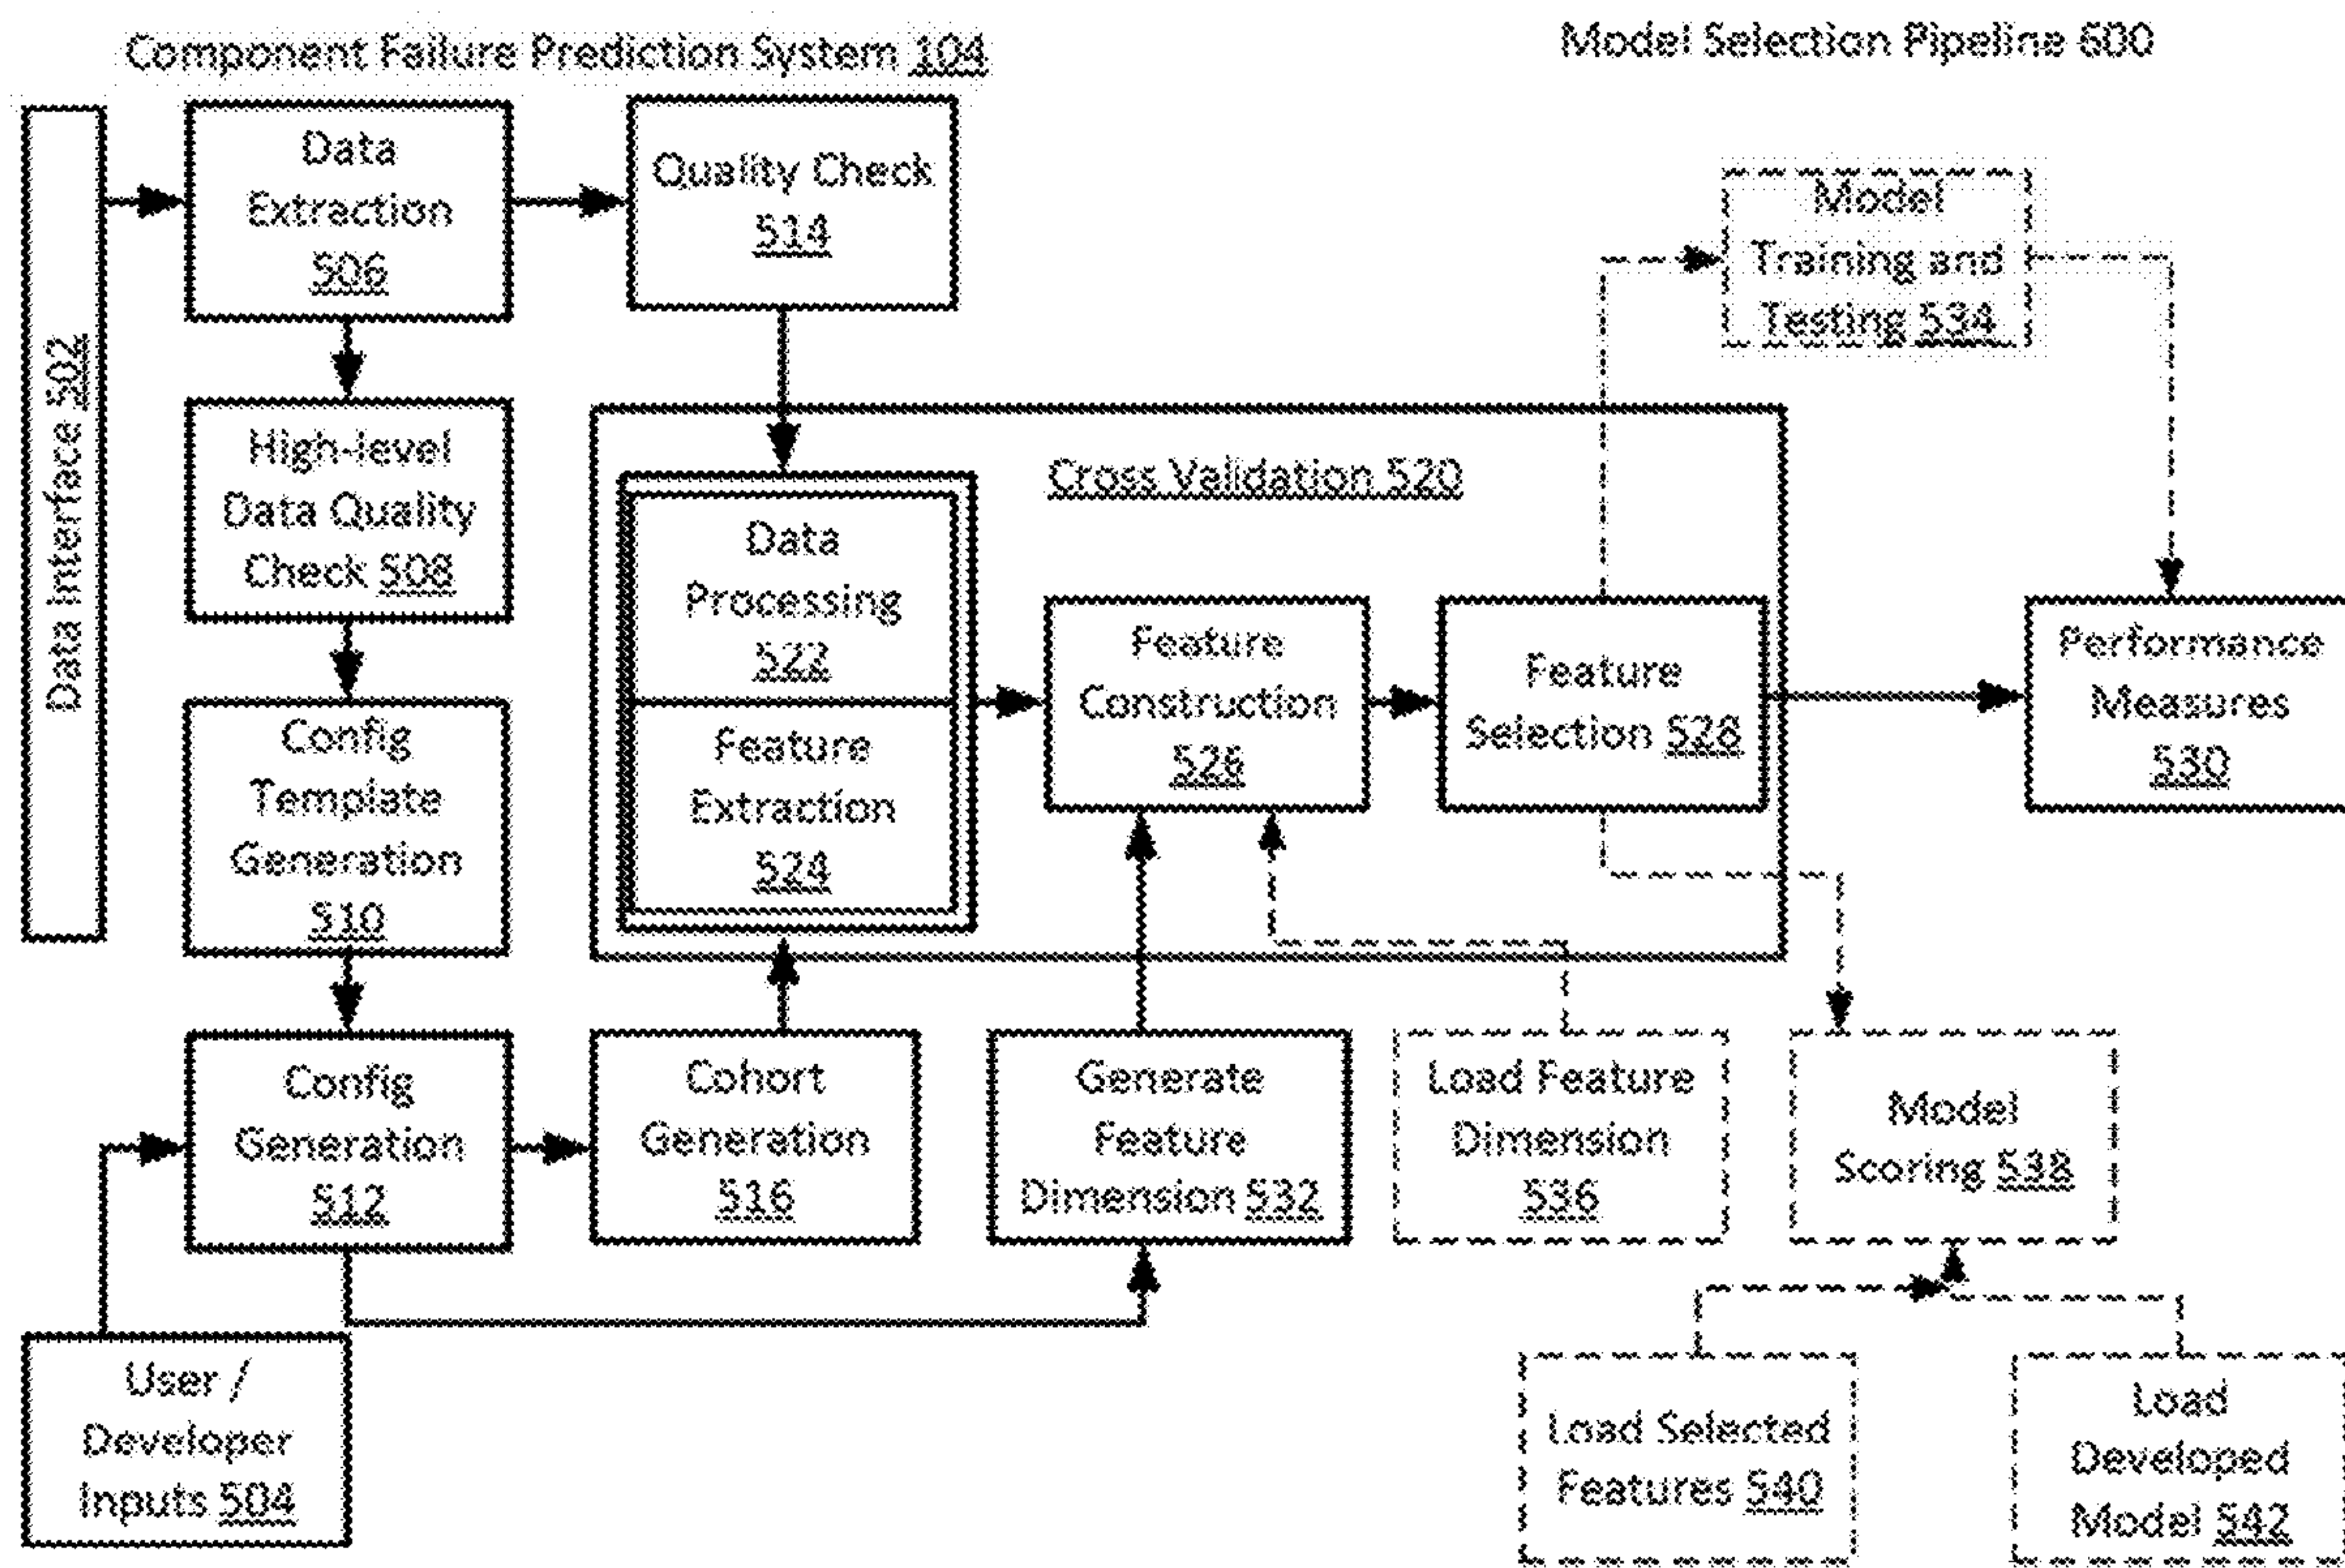 Component Failure Prediction System 104
Model Selection Pipeline 600
Data Interface 502
Data
Extraction
506
Quality Check
514
Model
Training and
Testing 534
High-level
Data Quality
Check 508
Cross Validation 520
Data
Processing
522
Feature
Extraction
524
Feature
Construction
526
Feature
Selection 528
Performance
Measures
530
Config
Template
Generation
510
Config
Generation
512
Cohort
Generation
516
Generate
Feature
Dimension 532
Load Feature
Dimension
536
Model
Scoring 538
User /
Developer
Inputs 504
Load Selected
Features 540
Load
Developed
Model 542